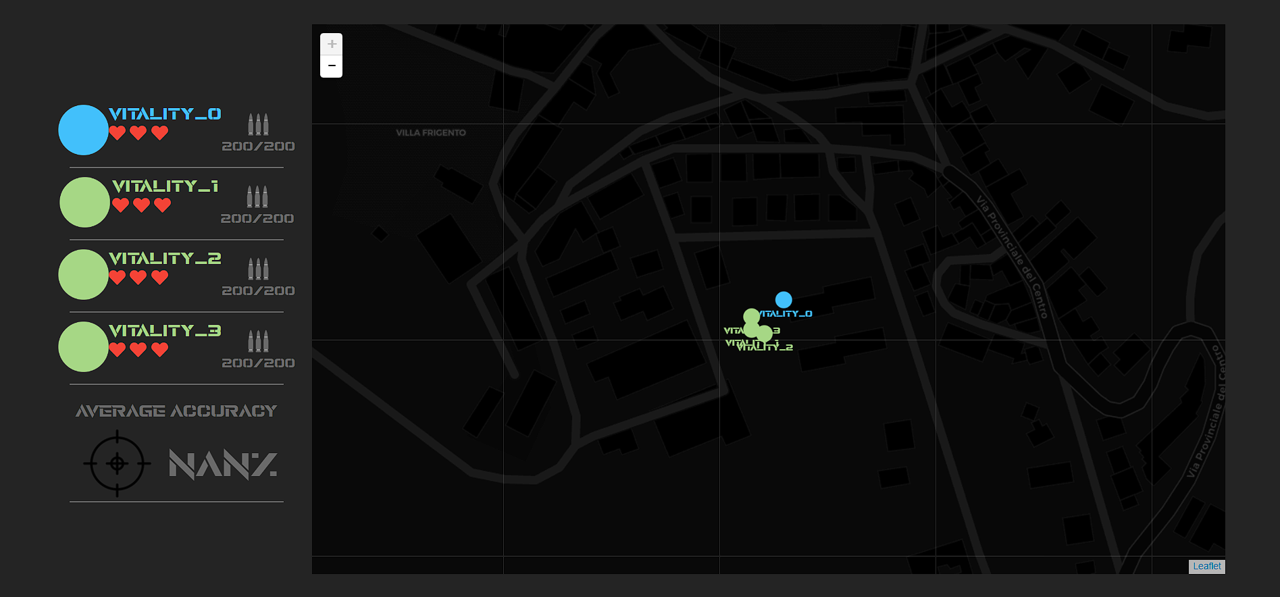 VITALITY_0
200/200
VITALITY_1
200/200
VITALITY_2
200/200
VITALITY_3
200/200
AVERAGE ACCURACY
NAN%
+
−
VILLA FRIGENTO
Via Provinciale del Centro
VITALITY_0
VITALITY_3
VITALITY_1
VITALITY_2
Via Provinciale del Centro
Leaflet